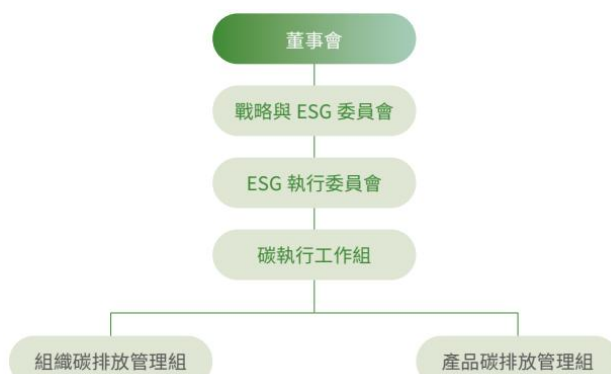 董事會
戰略與 ESG 委員會
ESG 執行委員會
碳執行工作組
組織碳排放管理組
產品碳排放管理組